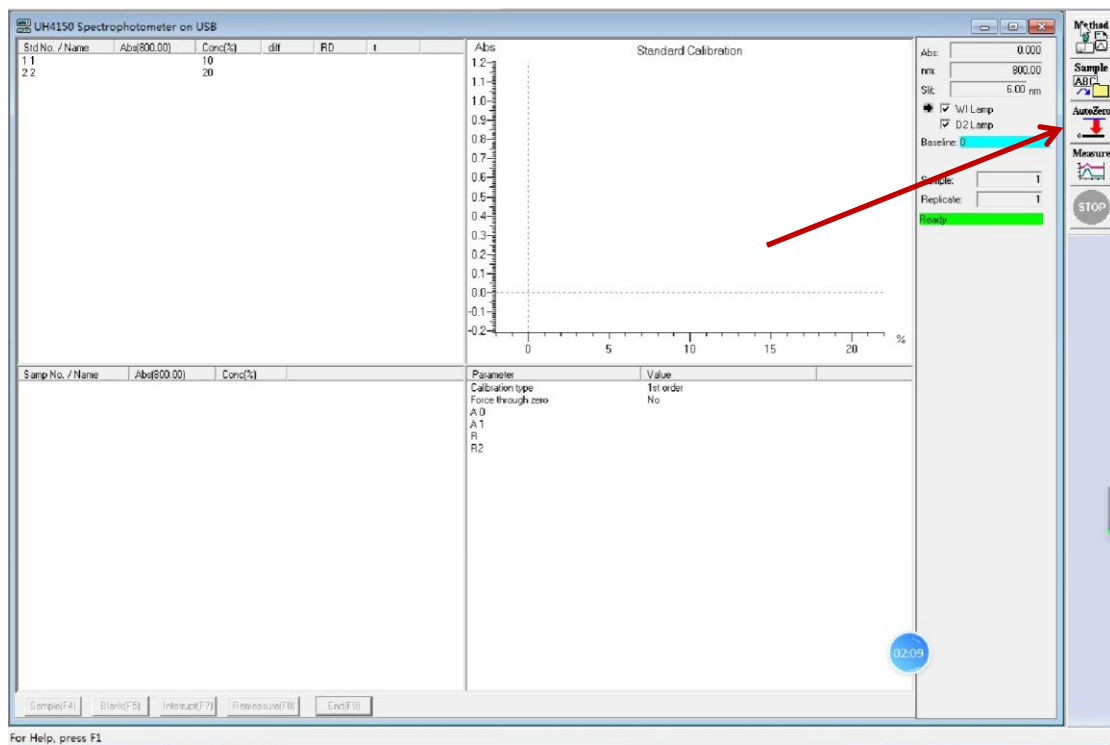 UH4150 Spectrophotometer on USB
Std No. / Name Abs(800.00) Conc(%) diff RD t
1 1 10
2 2 20
Abs Standard Calibration
1.2
1.1
1.0
0.9
0.8
0.7
0.6
0.5
0.4
0.3
0.2
0.1
0.0
-0.1
-0.2
0 5 10 15 20 %
Abs: 0.000
nm: 800.00
Slit: 6.00 nm
WI Lamp
D2 Lamp
Baseline: 0
Sample: 1
Replicate: 1
Ready
Method
Sample
ABC
AutoZero
Measure
STOP
Samp No. / Name Abs(800.00) Conc(%)
Parameter Value
Calibration type 1st order
Force through zero No
A 0
A 1
R
R2
02:09
Sample(F4) Blank(F5) Interrupt(F7) Remeasure(F8) End(F9)
For Help, press F1